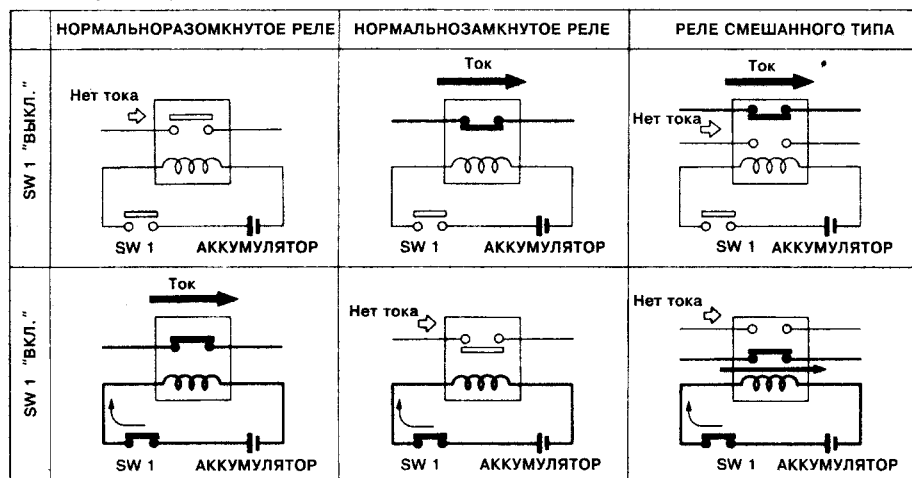 НОРМАЛЬНОРАЗОМКНУТОЕ РЕЛЕ НОРМАЛЬНОЗАМКНУТОЕ РЕЛЕ РЕЛЕ СМЕШАННОГО ТИПА
SW 1 "ВЫКЛ."
Нет тока
SW 1 АККУМУЛЯТОР
Ток
SW 1 АККУМУЛЯТОР
Ток
Нет тока
SW 1 АККУМУЛЯТОР
SW 1 "ВКЛ."
Ток
SW 1 АККУМУЛЯТОР
Нет тока
SW 1 АККУМУЛЯТОР
Нет тока
SW 1 АККУМУЛЯТОР